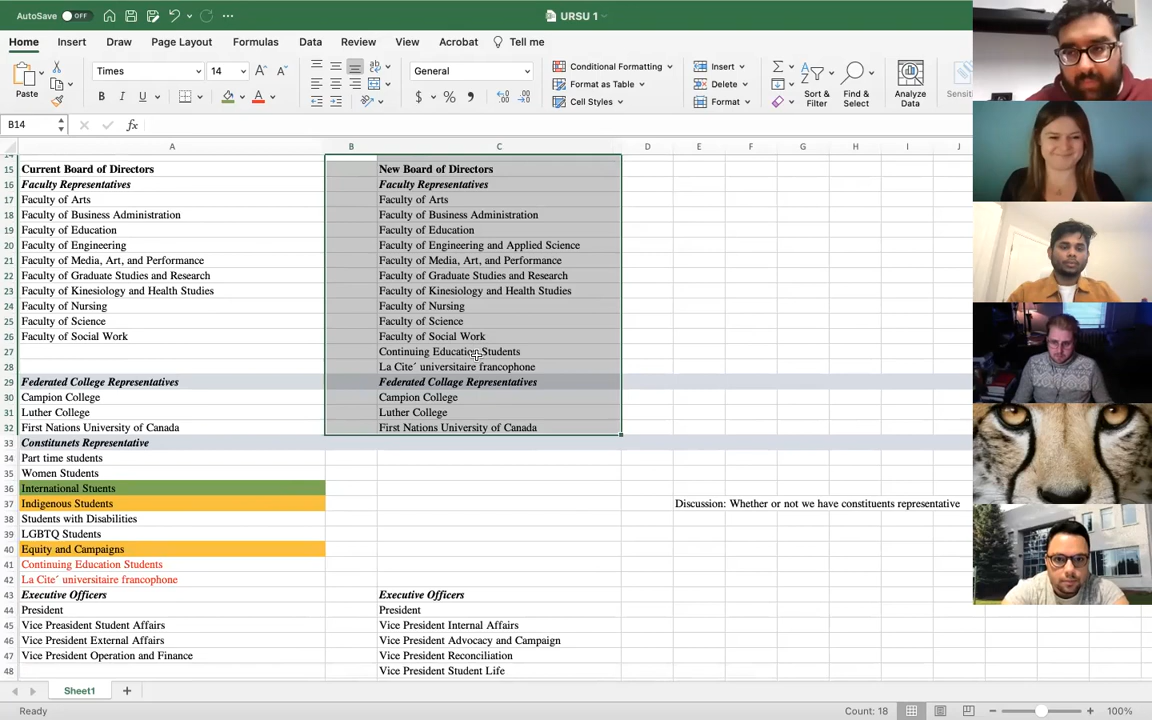 AutoSave OFF URSU 1
Home Insert Draw Page Layout Formulas Data Review View Acrobat Tell me
Paste Times 14 A A General Conditional Formatting Insert
Format as Table Delete Sort & Filter Find & Select Analyze Data
B I U A $ % Cell Styles Format
B14 fx
A B C D E F G H I J
14
15 Current Board of Directors New Board of Directors
16 Faculty Representatives Faculty Representatives
17 Faculty of Arts Faculty of Arts
18 Faculty of Business Administration Faculty of Business Administration
19 Faculty of Education Faculty of Education
20 Faculty of Engineering Faculty of Engineering and Applied Science
21 Faculty of Media, Art, and Performance Faculty of Media, Art, and Performance
22 Faculty of Graduate Studies and Research Faculty of Graduate Studies and Research
23 Faculty of Kinesiology and Health Studies Faculty of Kinesiology and Health Studies
24 Faculty of Nursing Faculty of Nursing
25 Faculty of Science Faculty of Science
26 Faculty of Social Work Faculty of Social Work
27 Continuing Education Students
28 La Cite´ universitaire francophone
29 Federated College Representatives Federated Collage Representatives
30 Campion College Campion College
31 Luther College Luther College
32 First Nations University of Canada First Nations University of Canada
33 Constitunets Representative
34 Part time students
35 Women Students
36 International Stuents
37 Indigenous Students Discussion: Whether or not we have constituents representative
38 Students with Disabilities
39 LGBTQ Students
40 Equity and Campaigns
41 Continuing Education Students
42 La Cite´ universitaire francophone
43 Executive Officers Executive Officers
44 President President
45 Vice Preasident Student Affairs Vice President Internal Affairs
46 Vice President External Affairs Vice President Advocacy and Campaign
47 Vice President Operation and Finance Vice President Reconciliation
48 Vice President Student Life
Sheet1
Ready Count: 18 100%